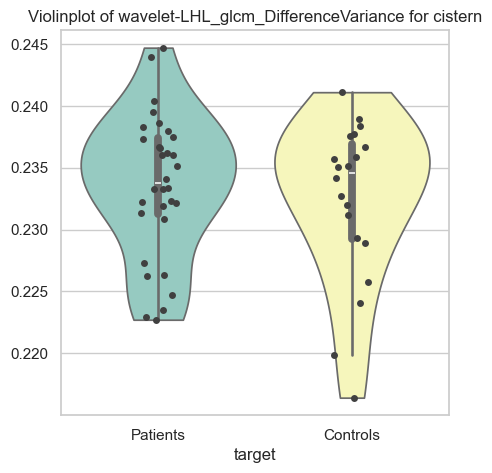 Violinplot of wavelet-LHL_glcm_DifferenceVariance for cistern
0.245
0.240
0.235
0.230
0.225
0.220
Patients
Controls
target